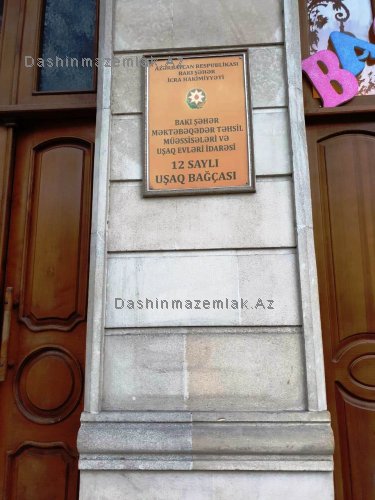 Dashinmazemlak.Az
AZƏRBAYCAN RESPUBLİKASI
BAKI ŞƏHƏR
İCRA HAKİMİYYƏTİ
BAKI ŞƏHƏR
MƏKTƏBƏQƏDƏR TƏHSİL
MÜƏSSİSƏLƏRİ VƏ
UŞAQ EVLƏRİ İDARƏSİ
12 SAYLI
UŞAQ BAĞÇASI
BA
Dashinmazemlak.Az